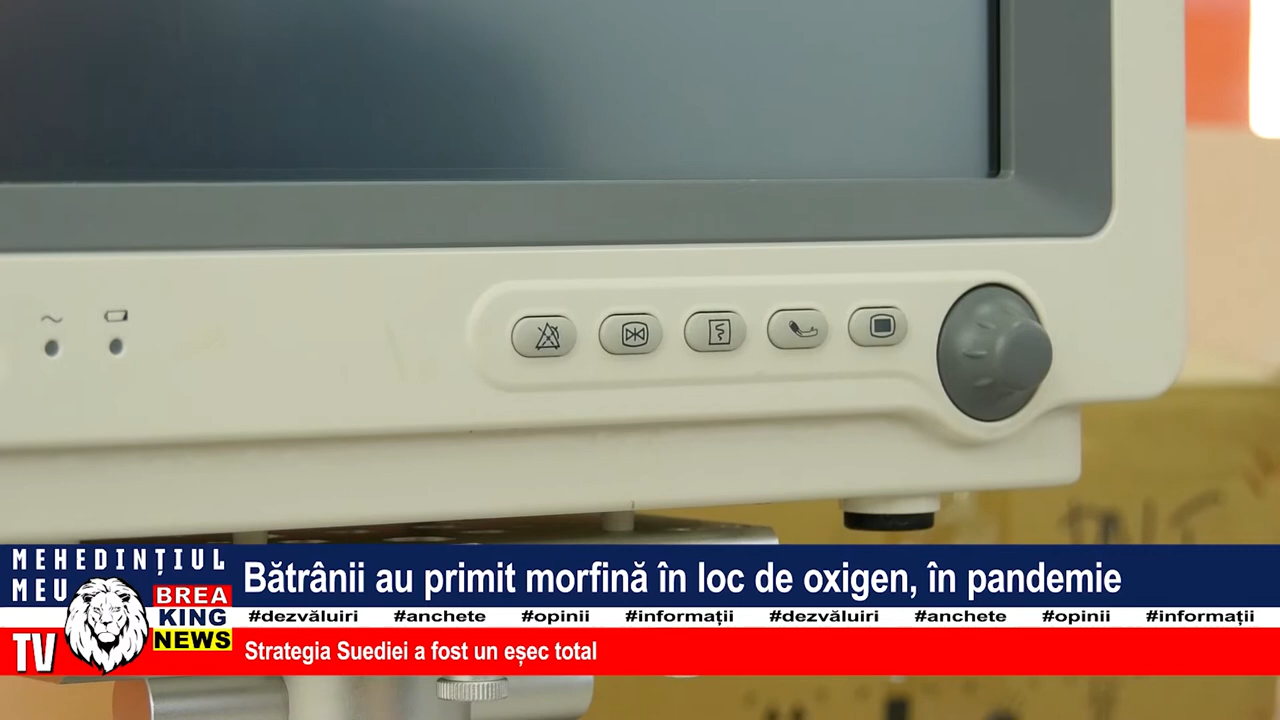 MEHEDINȚIUL
MEU
TV
BREA
KING
NEWS
Bătrânii au primit morfină în loc de oxigen, în pandemie
#dezvăluiri #anchete #opinii #informații #dezvăluiri #anchete #opinii #informații
Strategia Suediei a fost un eșec total